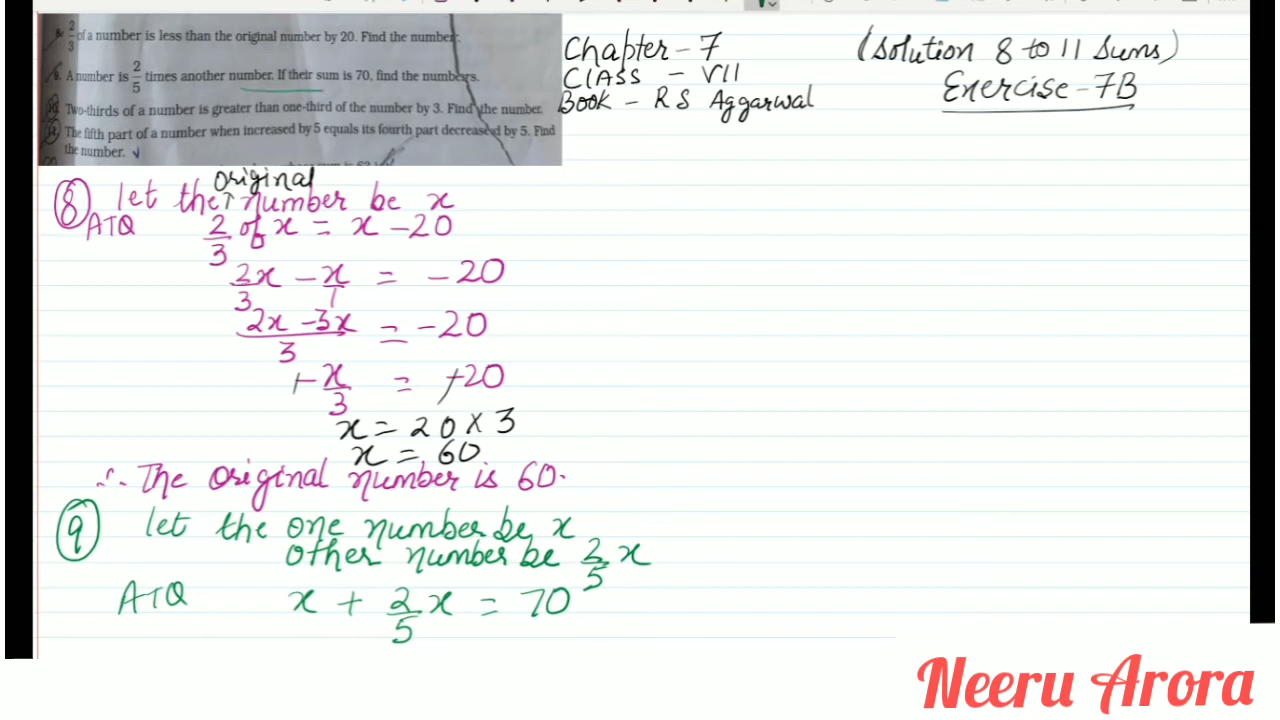 8. 2/3 of a number is less than the original number by 20. Find the number.
9. A number is 2/5 times another number. If their sum is 70, find the numbers.
10. Two-thirds of a number is greater than one-third of the number by 3. Find the number.
11. The fifth part of a number when increased by 5 equals its fourth part decreased by 5. Find
the number.
Chapter - 7
CLASS - VII
Book - RS Aggarwal
(Solution 8 to 11 Sums)
Exercise - 7B
⑧ let the original number be x
ATQ 2/3 of x = x - 20
2x/3 - x/1 = -20
(2x - 3x)/3 = -20
-x/3 = -20
x = 20 × 3
x = 60
∴ The original number is 60.
⑨ let the one number be x
other number be 2/5 x
ATQ x + 2/5 x = 70
Neeru Arora